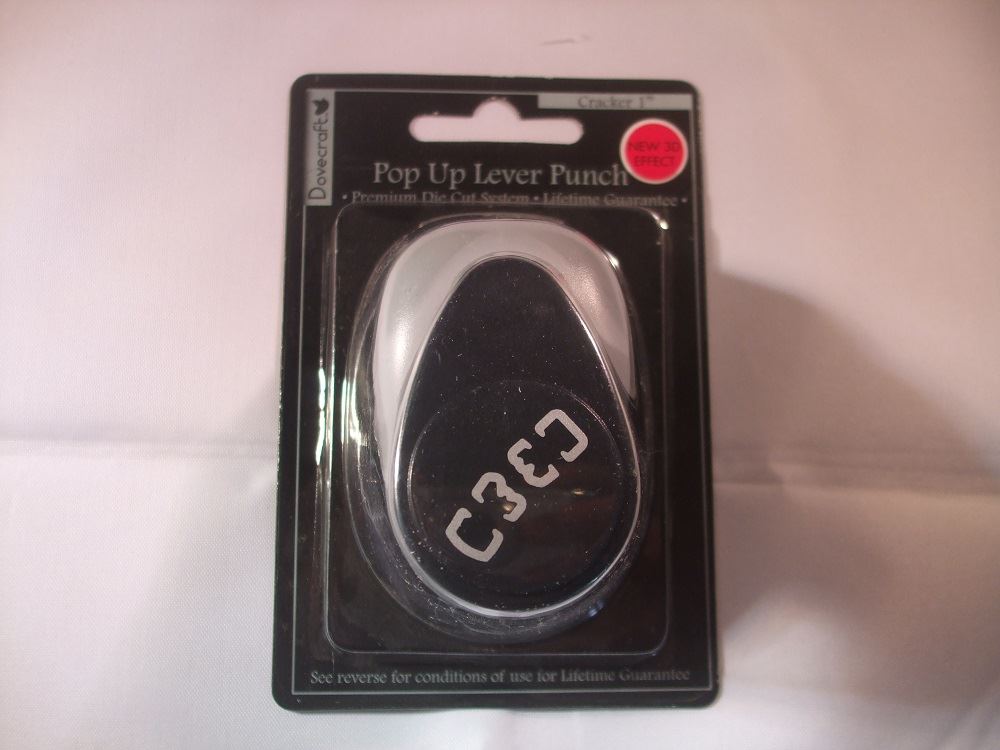 Cracker 1"
Dovecraft
NEW 3D
EFFECT
Pop Up Lever Punch
• Premium Die Cut System • Lifetime Guarantee •
See reverse for conditions of use for Lifetime Guarantee